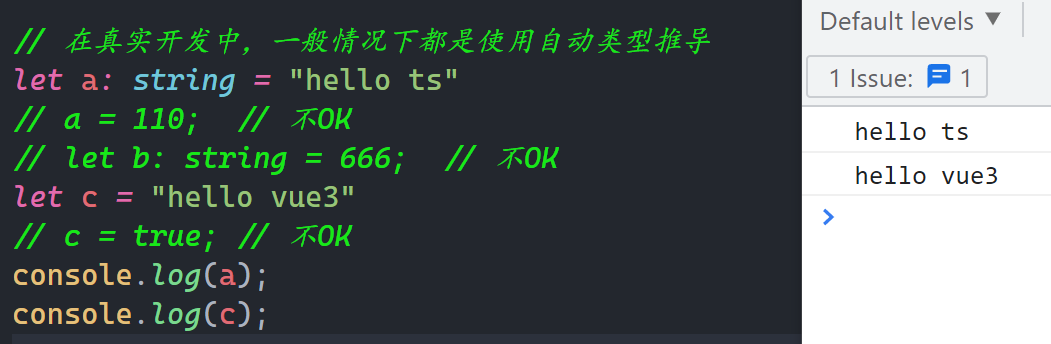 // 在真实开发中，一般情况下都是使用自动类型推导
let a: string = "hello ts"
// a = 110;  // 不OK
// let b: string = 666;  // 不OK
let c = "hello vue3"
// c = true; // 不OK
console.log(a);
console.log(c);
Default levels ▼
1 Issue: 1
hello ts
hello vue3
>